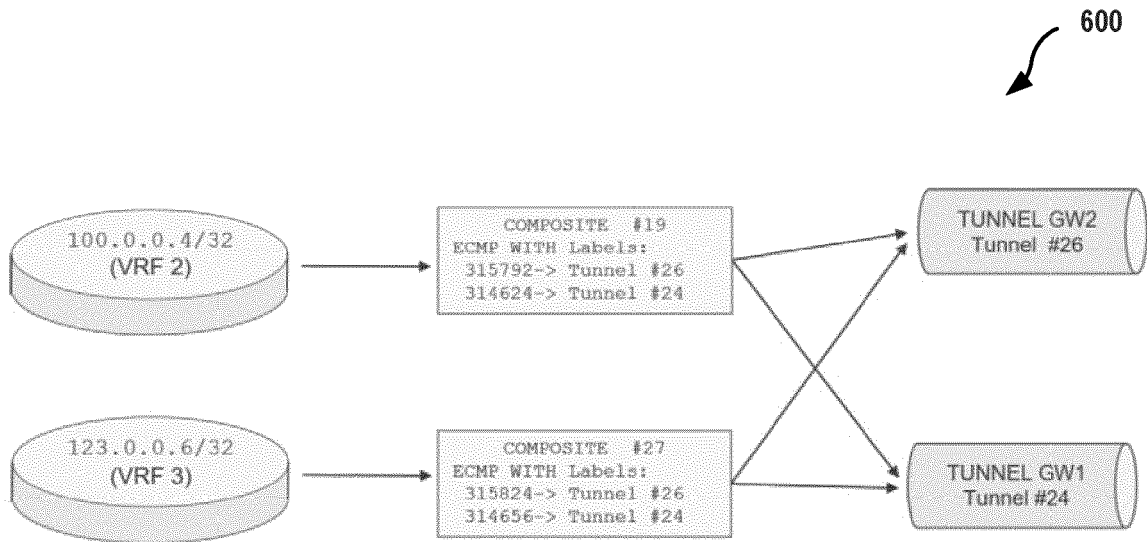 600
100.0.0.4/32
(VRF 2)
COMPOSITE #19
ECMP WITH Labels:
315792-> Tunnel #26
314624-> Tunnel #24
TUNNEL GW2
Tunnel #26
123.0.0.6/32
(VRF 3)
COMPOSITE #27
ECMP WITH Labels:
315824-> Tunnel #26
314656-> Tunnel #24
TUNNEL GW1
Tunnel #24